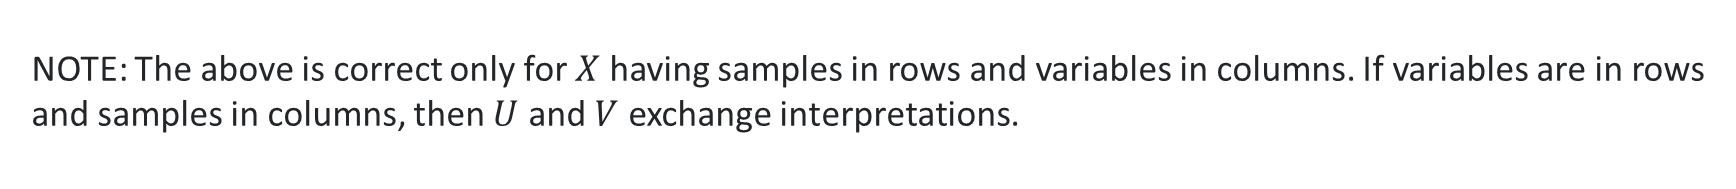 NOTE: The above is correct only for X having samples in rows and variables in columns. If variables are in rows
and samples in columns, then U and V exchange interpretations.